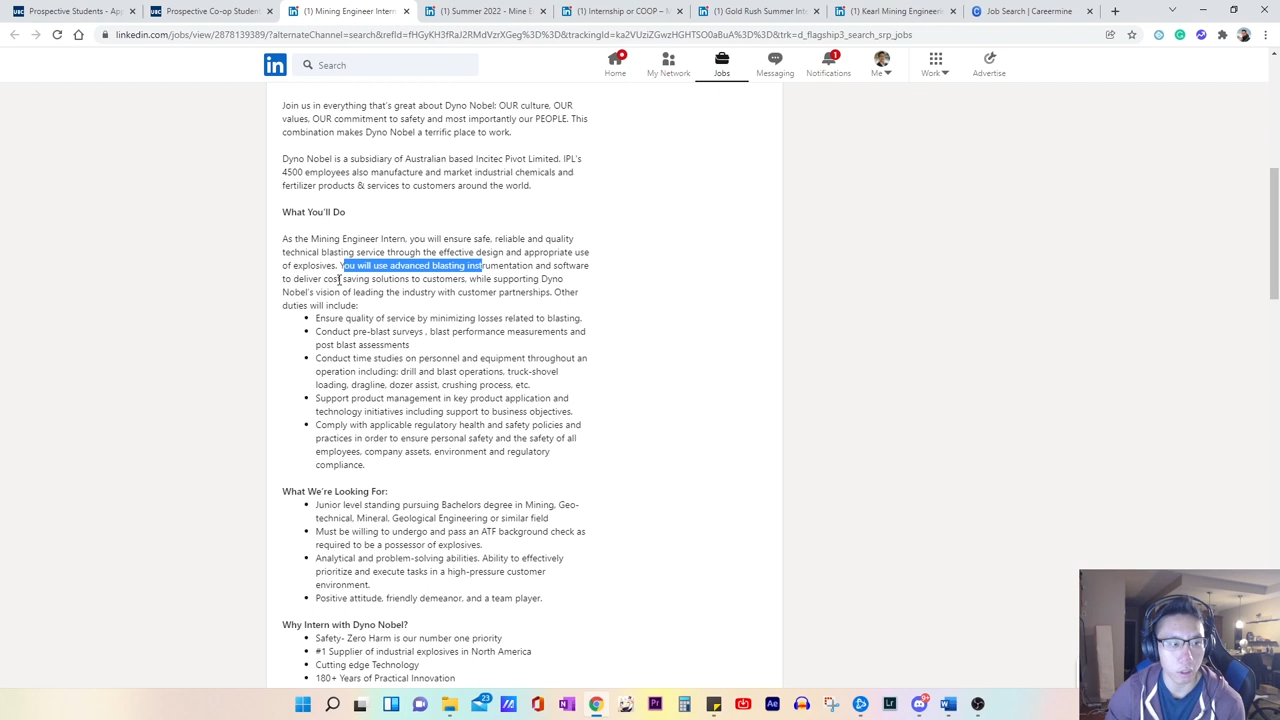 Prospective Students - App
Prospective Co-op Student
(1) Mining Engineer Intern
(1) Summer 2022 - Mine E
(1) Internship or COOP –
(1) Gold Rush Summer Inte
(1) Kearl Mining Engineeri
Job Search | Careermine
linkedin.com/jobs/view/2878139389/?alternateChannel=search&refId=
Search
Home
My Network
Jobs
Messaging
1
Notifications
Me
Work
Advertise
Join us in everything that's great about Dyno Nobel: OUR culture, OUR
values, OUR commitment to safety and most importantly our PEOPLE. This
combination makes Dyno Nobel a terrific place to work.
Dyno Nobel is a subsidiary of Australian based Incitec Pivot Limited. IPL's
4500 employees also manufacture and market industrial chemicals and
fertilizer products & services to customers around the world.
What You'll Do
As the Mining Engineer Intern, you will ensure safe, reliable and quality
technical blasting service through the effective design and appropriate use
of explosives. You will use advanced blasting instrumentation and software
to deliver cost saving solutions to customers, while supporting Dyno
Nobel's vision of leading the industry with customer partnerships. Other
duties will include:
• Ensure quality of service by minimizing losses related to blasting.
• Conduct pre-blast surveys , blast performance measurements and
post blast assessments
• Conduct time studies on personnel and equipment throughout an
operation including: drill and blast operations, truck-shovel
loading, dragline, dozer assist, crushing process, etc.
• Support product management in key product application and
technology initiatives including support to business objectives.
• Comply with applicable regulatory health and safety policies and
practices in order to ensure personal safety and the safety of all
employees, company assets, environment and regulatory
compliance.
What We're Looking For:
• Junior level standing pursuing Bachelors degree in Mining, Geo-
technical, Mineral, Geological Engineering or similar field
• Must be willing to undergo and pass an ATF background check as
required to be a possessor of explosives.
• Analytical and problem-solving abilities. Ability to effectively
prioritize and execute tasks in a high-pressure customer
environment.
• Positive attitude, friendly demeanor, and a team player.
Why Intern with Dyno Nobel?
• Safety- Zero Harm is our number one priority
• #1 Supplier of industrial explosives in North America
• Cutting edge Technology
• 180+ Years of Practical Innovation
23